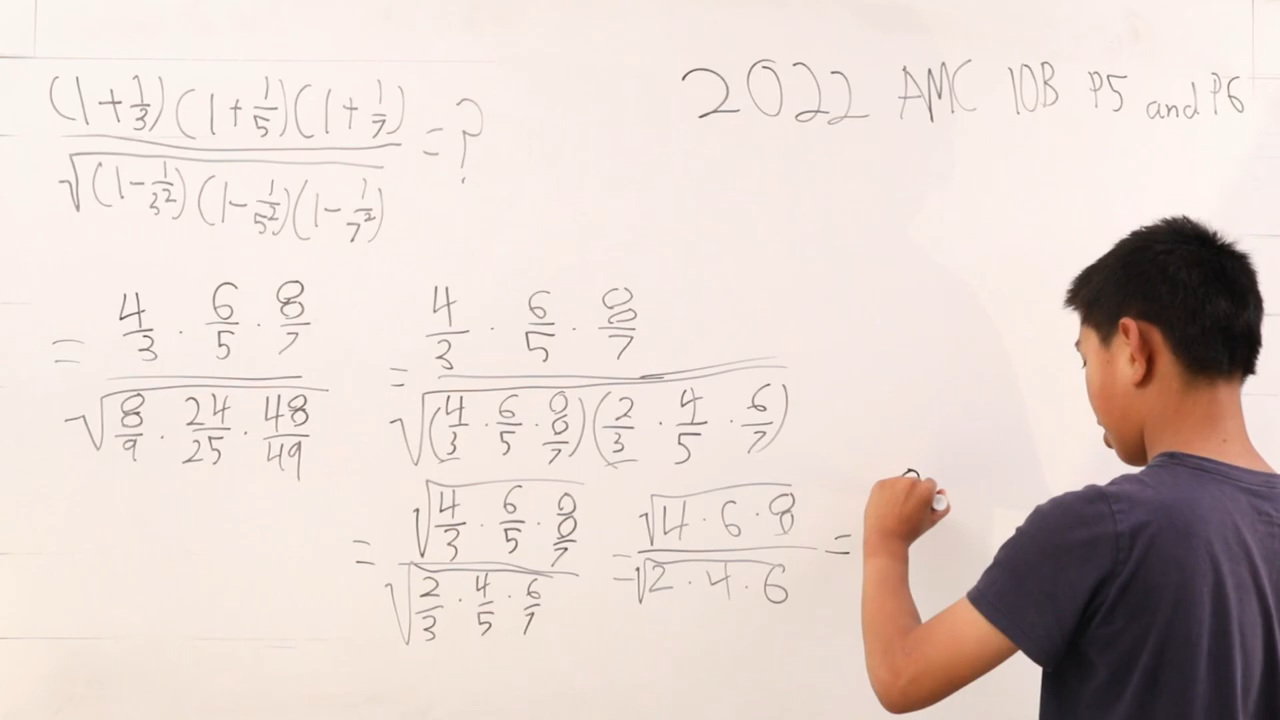 2022 AMC 10B P5 and P6
(1+1/3)(1+1/5)(1+1/7) / √((1-1/3²)(1-1/5²)(1-1/7²)) = ?
= 4/3 · 6/5 · 8/7 / √(8/9 · 24/25 · 48/49) = 4/3 · 6/5 · 8/7 / √((4/3 · 6/5 · 8/7)(2/3 · 4/5 · 6/7))
= √(4/3 · 6/5 · 8/7) / √(2/3 · 4/5 · 6/7) = √(4 · 6 · 8) / √(2 · 4 · 6) =